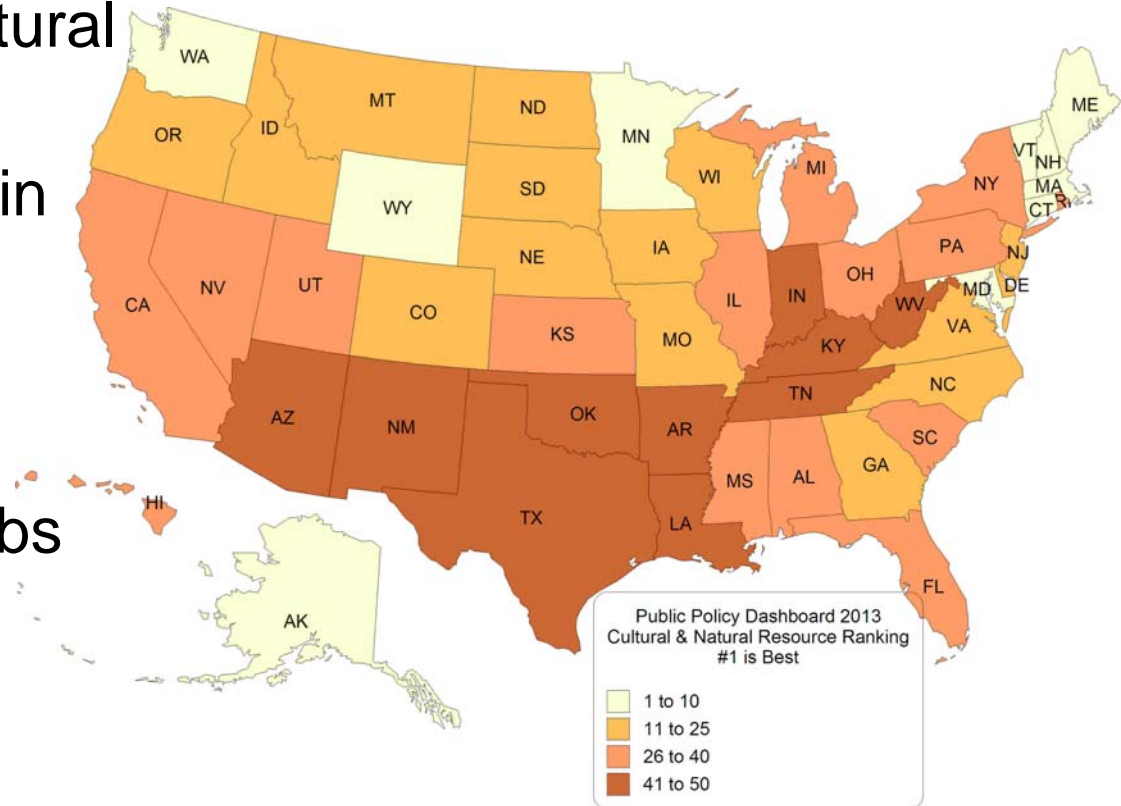 tural
in
bs
WA
MT
ND
MN
ME
OR
ID
SD
WI
MI
VT
NH
NY
MA
RI
CT
WY
NE
IA
PA
NJ
CA
NV
UT
CO
KS
MO
IL
IN
OH
WV
MD
DE
VA
KY
NC
AZ
NM
OK
AR
TN
SC
MS
AL
GA
TX
LA
HI
AK
FL
Public Policy Dashboard 2013
Cultural & Natural Resource Ranking
#1 is Best
1 to 10
11 to 25
26 to 40
41 to 50